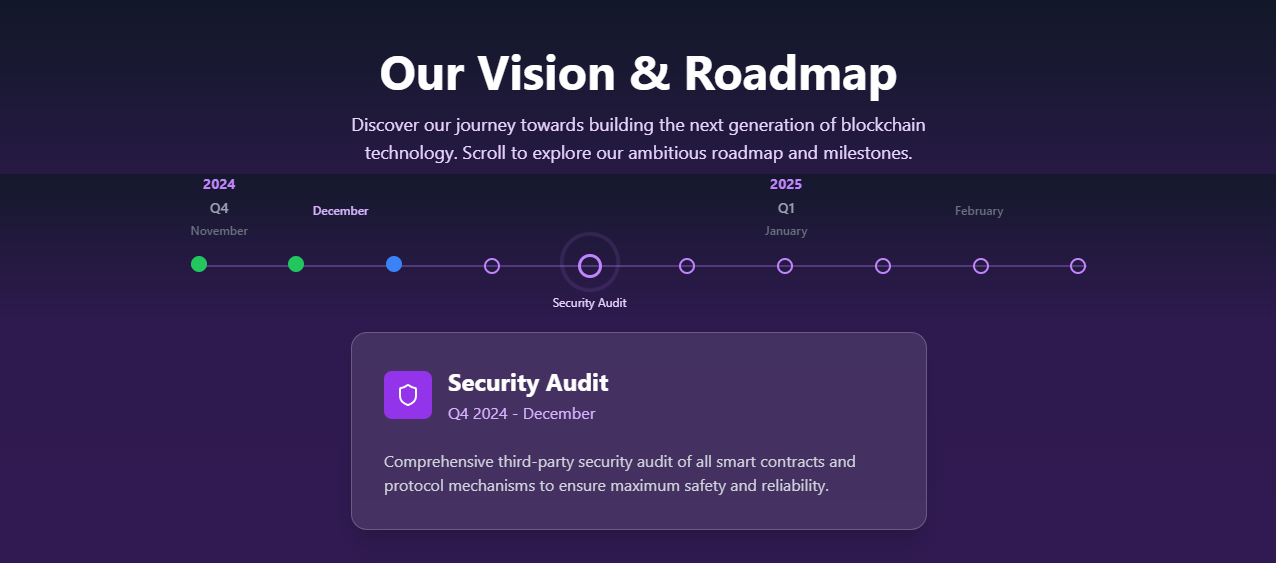 Our Vision & Roadmap
Discover our journey towards building the next generation of blockchain
technology. Scroll to explore our ambitious roadmap and milestones.
2024
Q4
November
December
2025
Q1
January
February
Security Audit
Security Audit
Q4 2024 - December
Comprehensive third-party security audit of all smart contracts and
protocol mechanisms to ensure maximum safety and reliability.